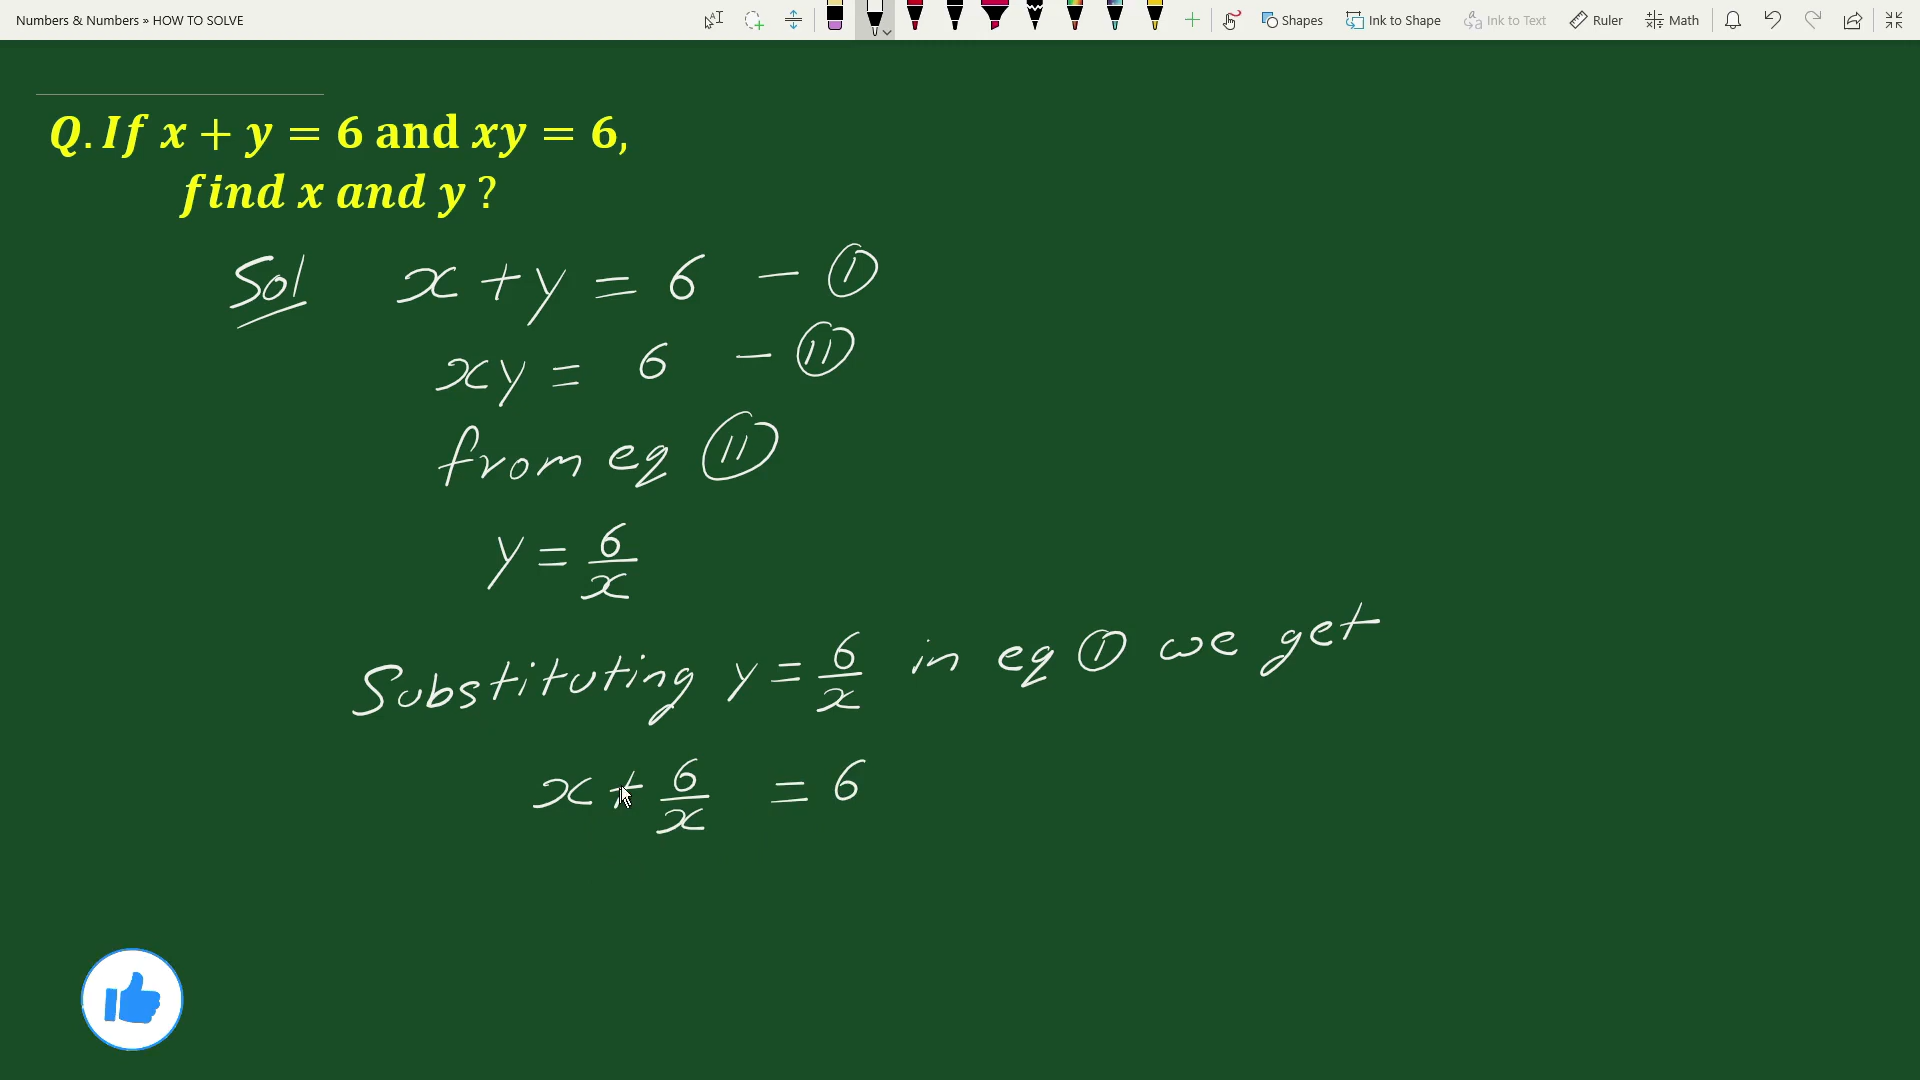 Numbers & Numbers » HOW TO SOLVE
Shapes Ink to Shape Ink to Text Ruler Math
Q. If x + y = 6 and xy = 6,
find x and y ?
Sol x + y = 6 - (I)
xy = 6 - (II)
from eq (II)
y = 6/x
Substituting y = 6/x in eq (I) we get
x + 6/x = 6